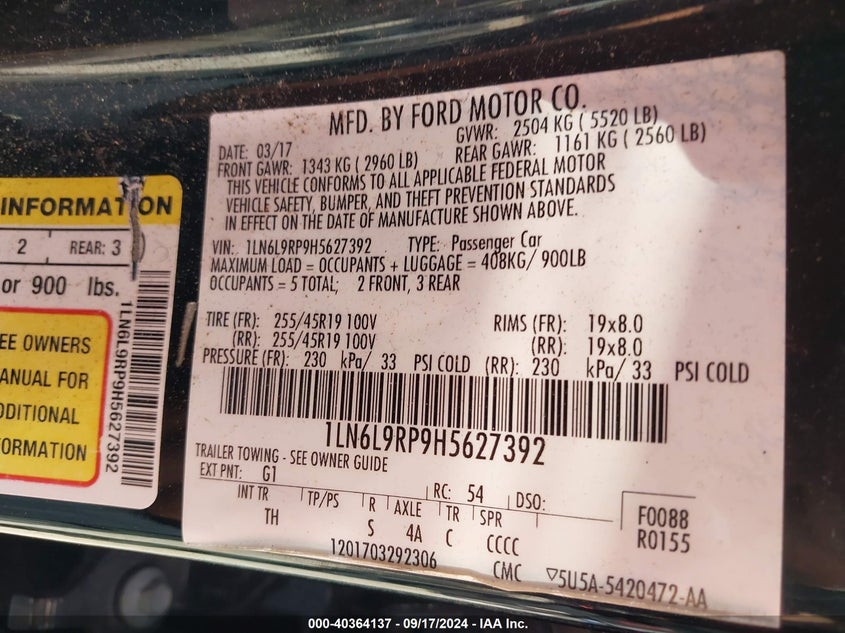 INFORMATION
2 REAR: 3
or 900 lbs.
EE OWNERS
MANUAL FOR
ADDITIONAL
FORMATION
1LN6L9RP9H5627392
MFD. BY FORD MOTOR CO.
DATE: 03/17 GVWR: 2504 KG ( 5520 LB)
FRONT GAWR: 1343 KG ( 2960 LB) REAR GAWR: 1161 KG ( 2560 LB)
THIS VEHICLE CONFORMS TO ALL APPLICABLE FEDERAL MOTOR
VEHICLE SAFETY, BUMPER, AND THEFT PREVENTION STANDARDS
IN EFFECT ON THE DATE OF MANUFACTURE SHOWN ABOVE.
VIN: 1LN6L9RP9H5627392 TYPE: Passenger Car
MAXIMUM LOAD = OCCUPANTS + LUGGAGE = 408KG/ 900LB
OCCUPANTS = 5 TOTAL; 2 FRONT, 3 REAR
TIRE (FR): 255/45R19 100V RIMS (FR): 19x8.0
(RR): 255/45R19 100V (RR): 19x8.0
PRESSURE (FR): 230 kPa/ 33 PSI COLD (RR): 230 kPa/ 33 PSI COLD
1LN6L9RP9H5627392
TRAILER TOWING - SEE OWNER GUIDE
EXT PNT: G1 RC: 54 DSO:
INT TR TP/PS R AXLE TR SPR F0088
TH S 4A C CCCC R0155
1201703292306 CMC ▽5U5A-5420472-AA
000-40364137 - 09/17/2024 - IAA Inc.